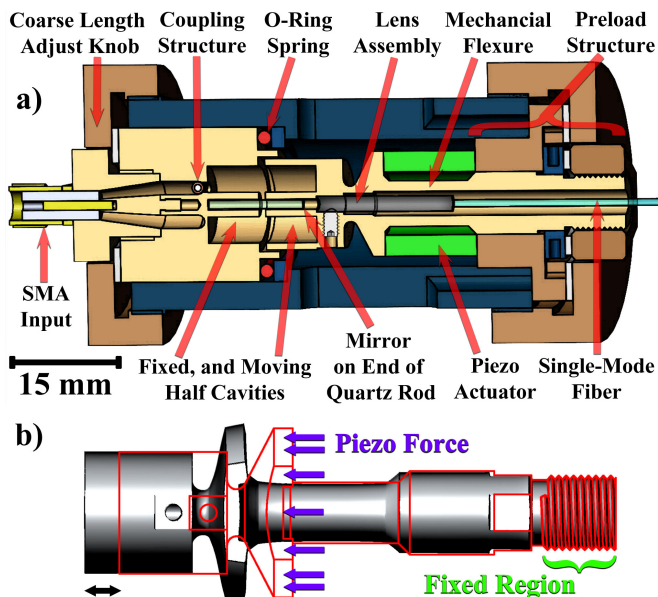 Coarse Length
Adjust Knob
Coupling
Structure
O-Ring
Spring
Lens
Assembly
Mechancial
Flexure
Preload
Structure
a)
SMA
Input
15 mm
Fixed, and Moving
Half Cavities
Mirror
on End of
Quartz Rod
Piezo
Actuator
Single-Mode
Fiber
b)
Piezo Force
Fixed Region